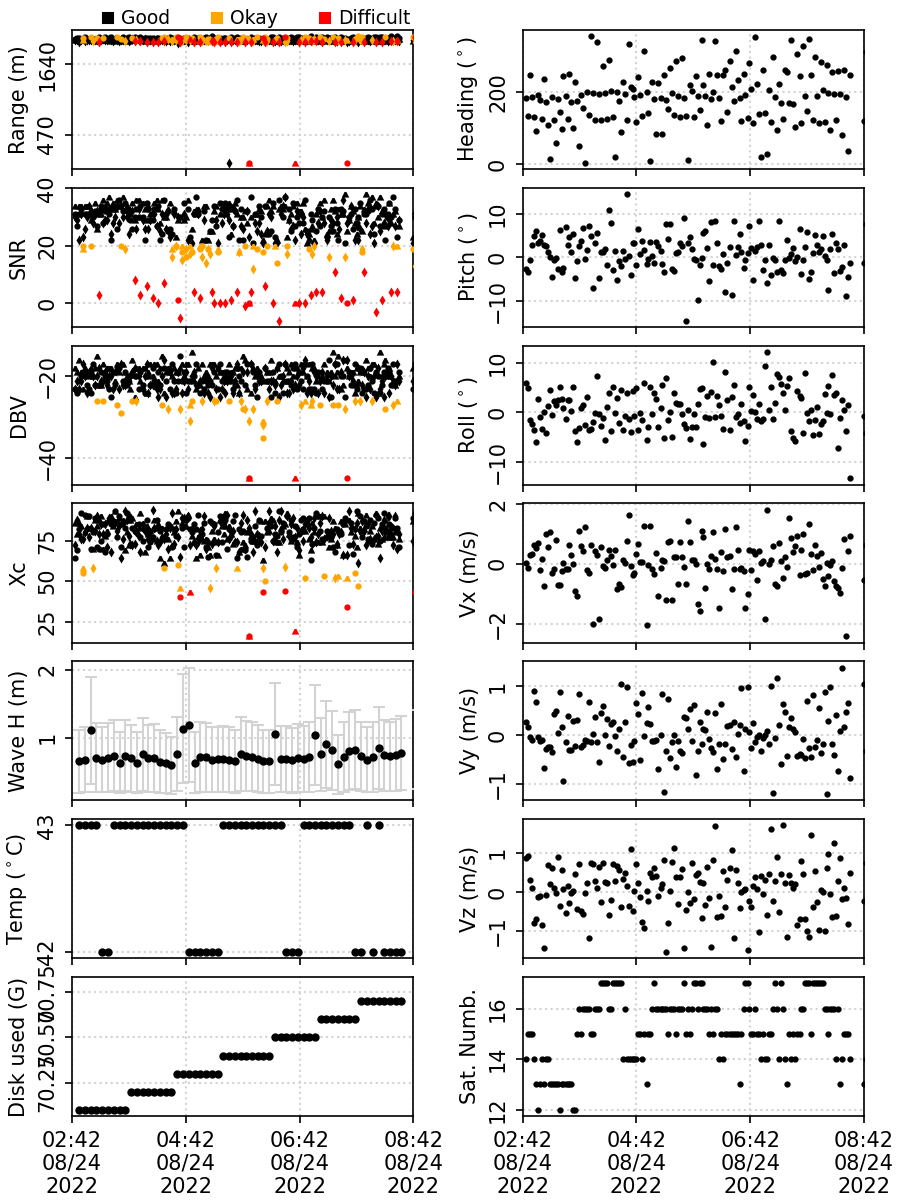 Good Okay Difficult
Range (m)
1640
470
Heading (°)
200
0
SNR
40
20
0
Pitch (°)
10
0
−10
DBV
−20
−40
Roll (°)
10
0
−10
Xc
75
50
25
Vx (m/s)
2
0
−2
Wave H (m)
2
1
Vy (m/s)
1
0
−1
Temp (°C)
43
42
Vz (m/s)
1
0
−1
Disk used (G)
70.75
70.50
70.25
Sat. Numb.
16
14
12
02:42 04:42 06:42 08:42 02:42 04:42 06:42 08:42
08/24 08/24 08/24 08/24 08/24 08/24 08/24 08/24
2022 2022 2022 2022 2022 2022 2022 2022